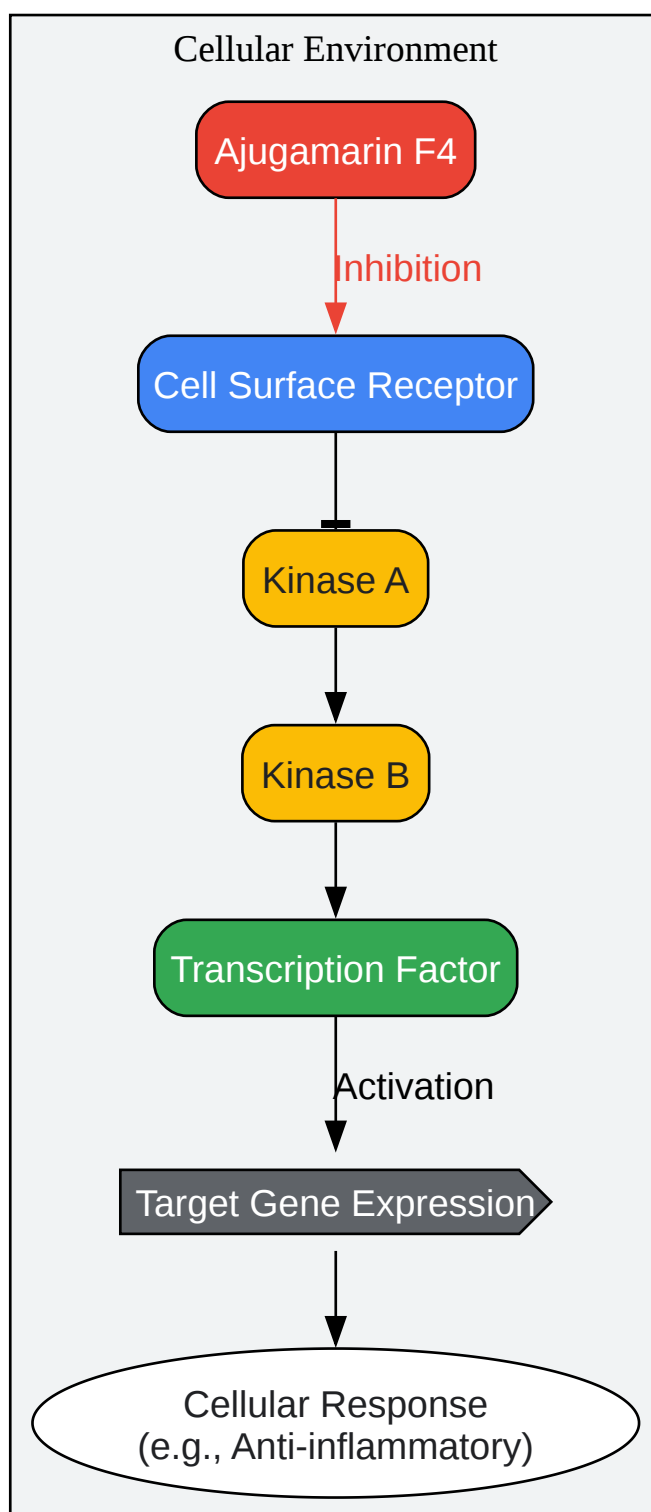 Cellular Environment
Ajugamarin F4
Inhibition
Cell Surface Receptor
Kinase A
Kinase B
Transcription Factor
Activation
Target Gene Expression
Cellular Response
(e.g., Anti-inflammatory)